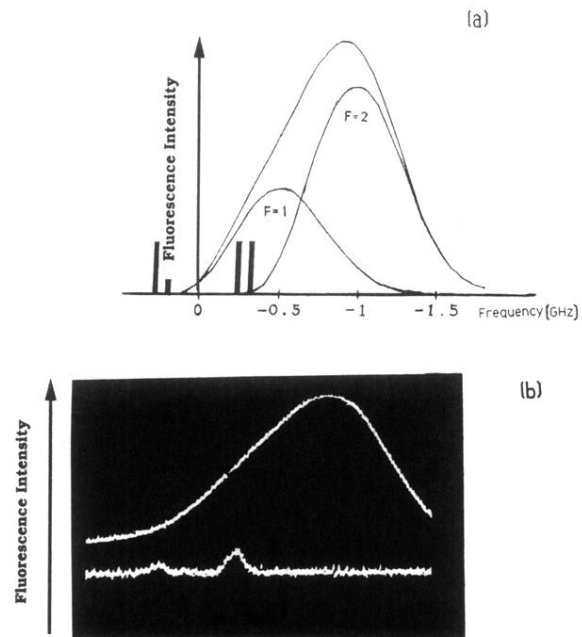 (a)
Fluorescence Intensity
F=2
F=1
0 -0.5 -1 -1.5 Frequency[GHz)
(b)
Fluorescence Intensity